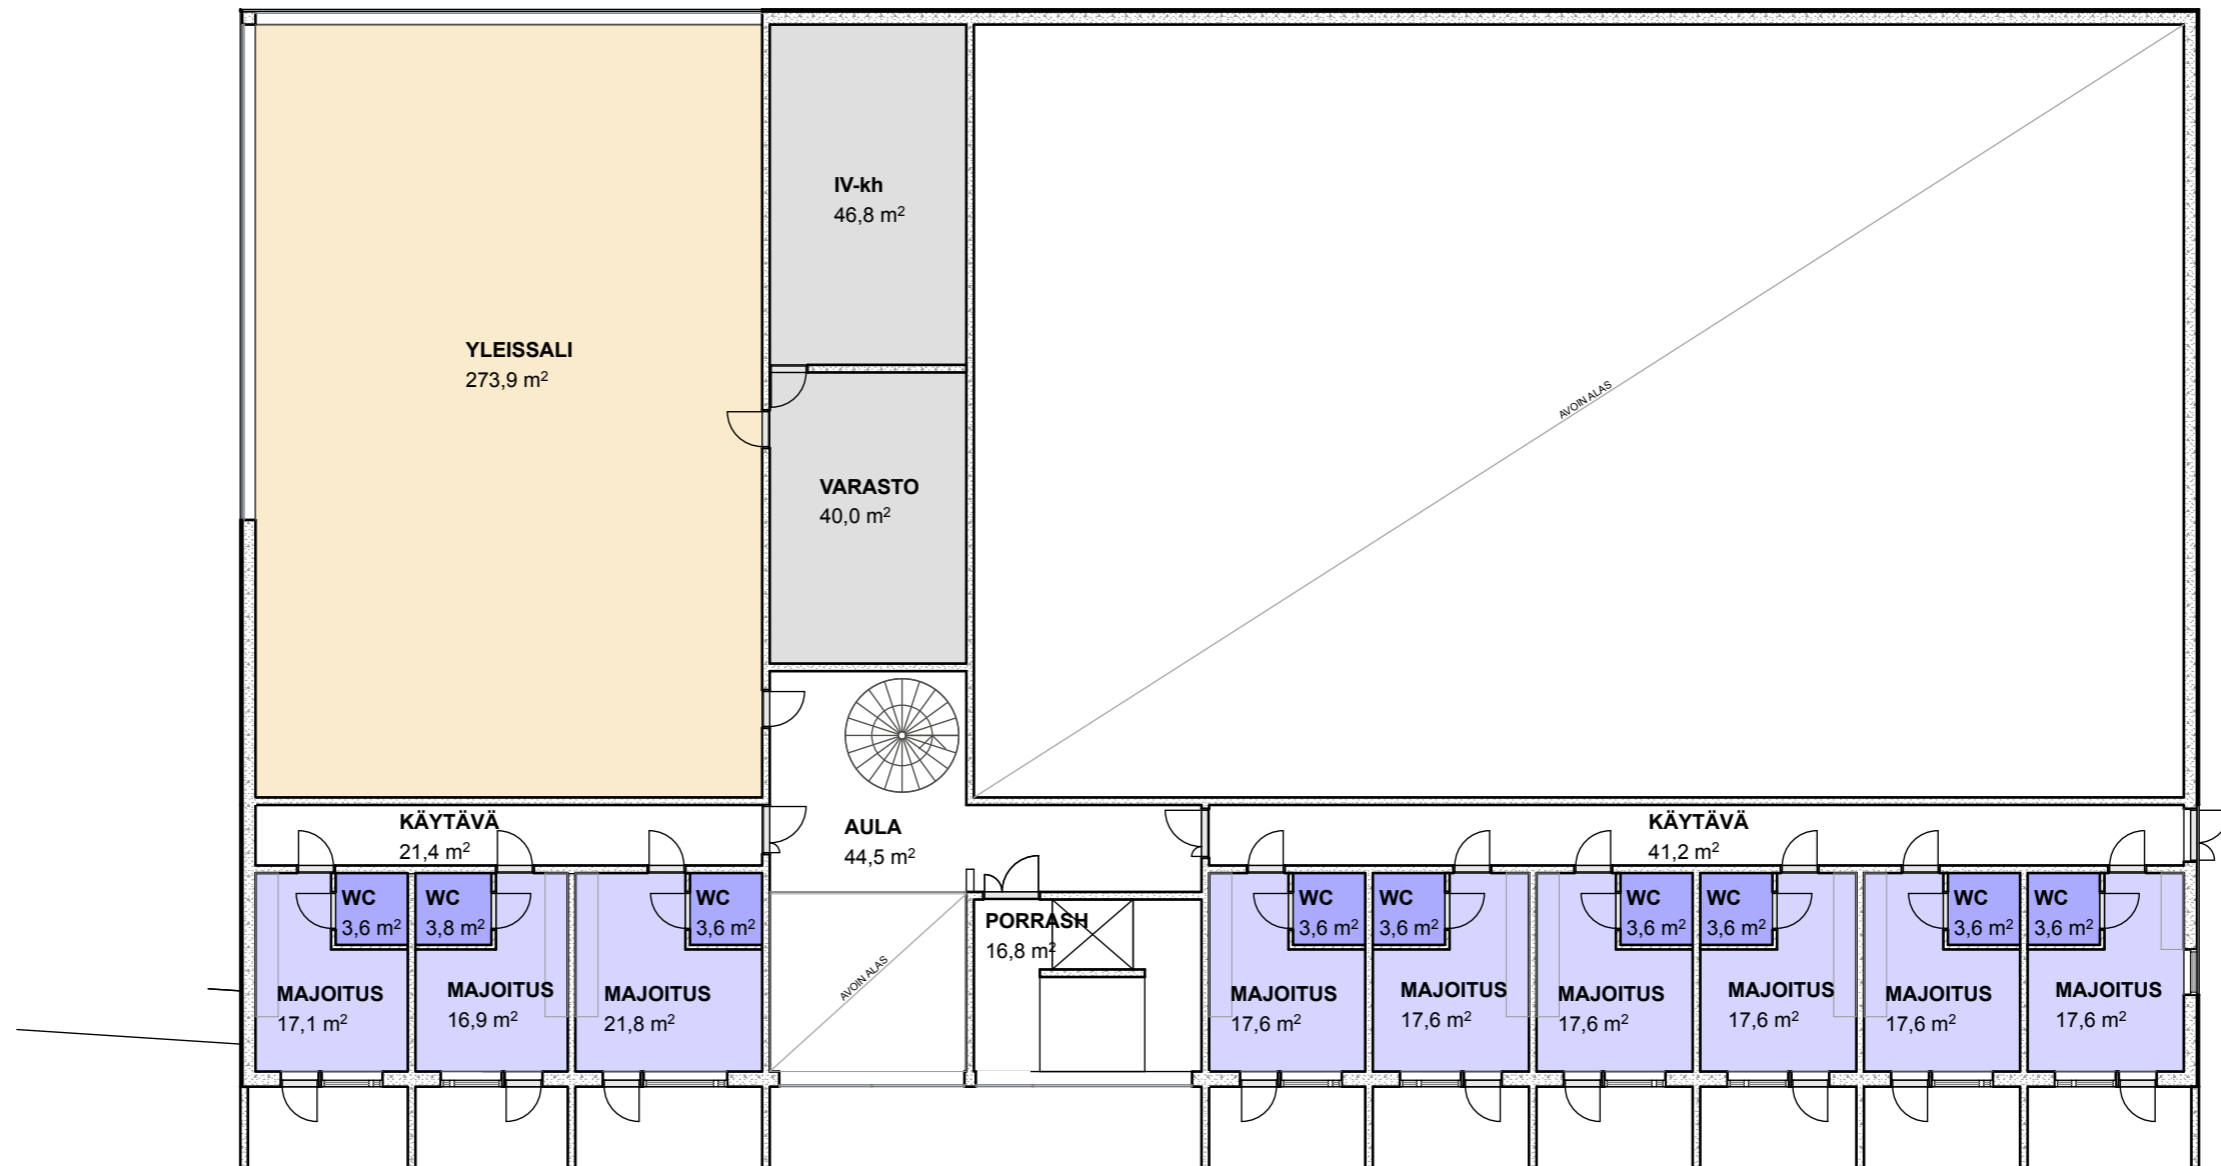 IV-kh
46,8 m²
YLEISSALI
273,9 m²
AVOIN ALAS
VARASTO
40,0 m²
KÄYTÄVÄ
21,4 m²
AULA
44,5 m²
KÄYTÄVÄ
41,2 m²
WC
3,6 m²
WC
3,8 m²
WC
3,6 m²
PORRASH
16,8 m²
WC
3,6 m²
WC
3,6 m²
WC
3,6 m²
WC
3,6 m²
WC
3,6 m²
WC
3,6 m²
AVOIN ALAS
MAJOITUS
17,1 m²
MAJOITUS
16,9 m²
MAJOITUS
21,8 m²
MAJOITUS
17,6 m²
MAJOITUS
17,6 m²
MAJOITUS
17,6 m²
MAJOITUS
17,6 m²
MAJOITUS
17,6 m²
MAJOITUS
17,6 m²